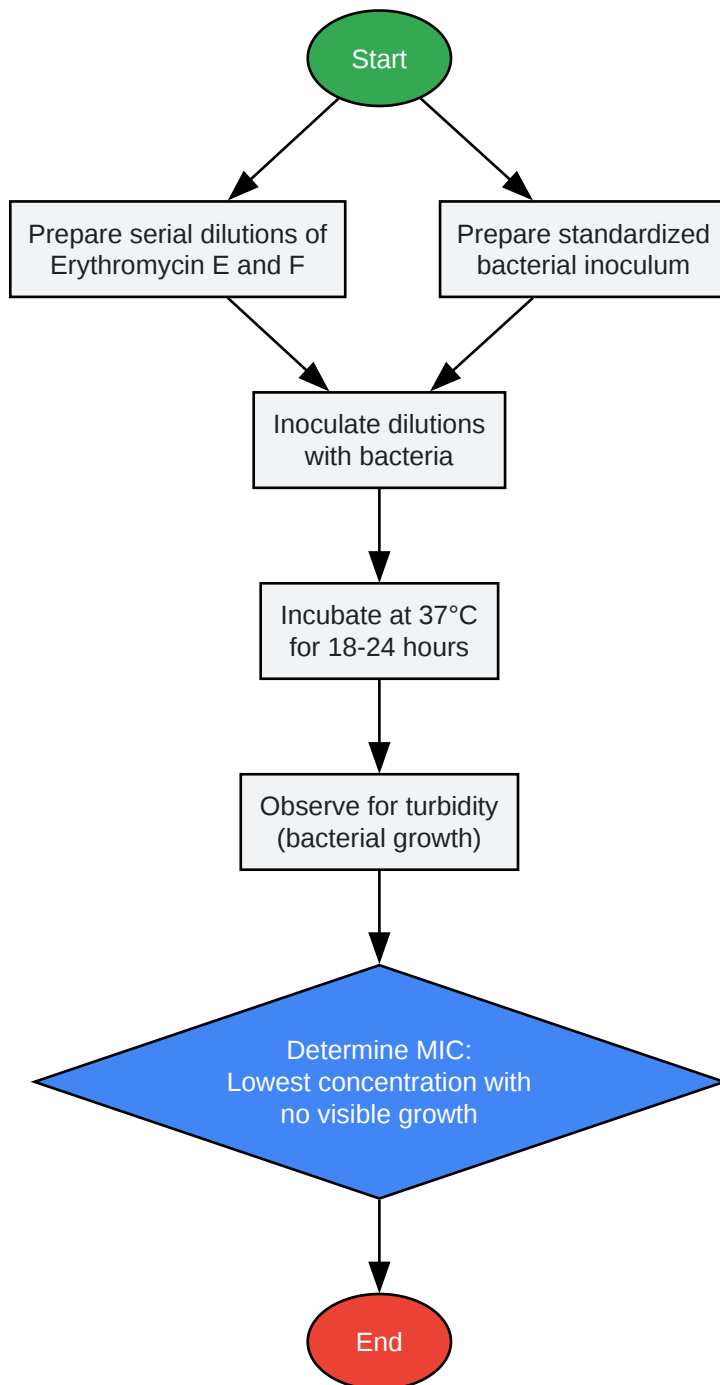 Start
Prepare serial dilutions of
Erythromycin E and F
Prepare standardized
bacterial inoculum
Inoculate dilutions
with bacteria
Incubate at 37°C
for 18-24 hours
Observe for turbidity
(bacterial growth)
Determine MIC:
Lowest concentration with
no visible growth
End